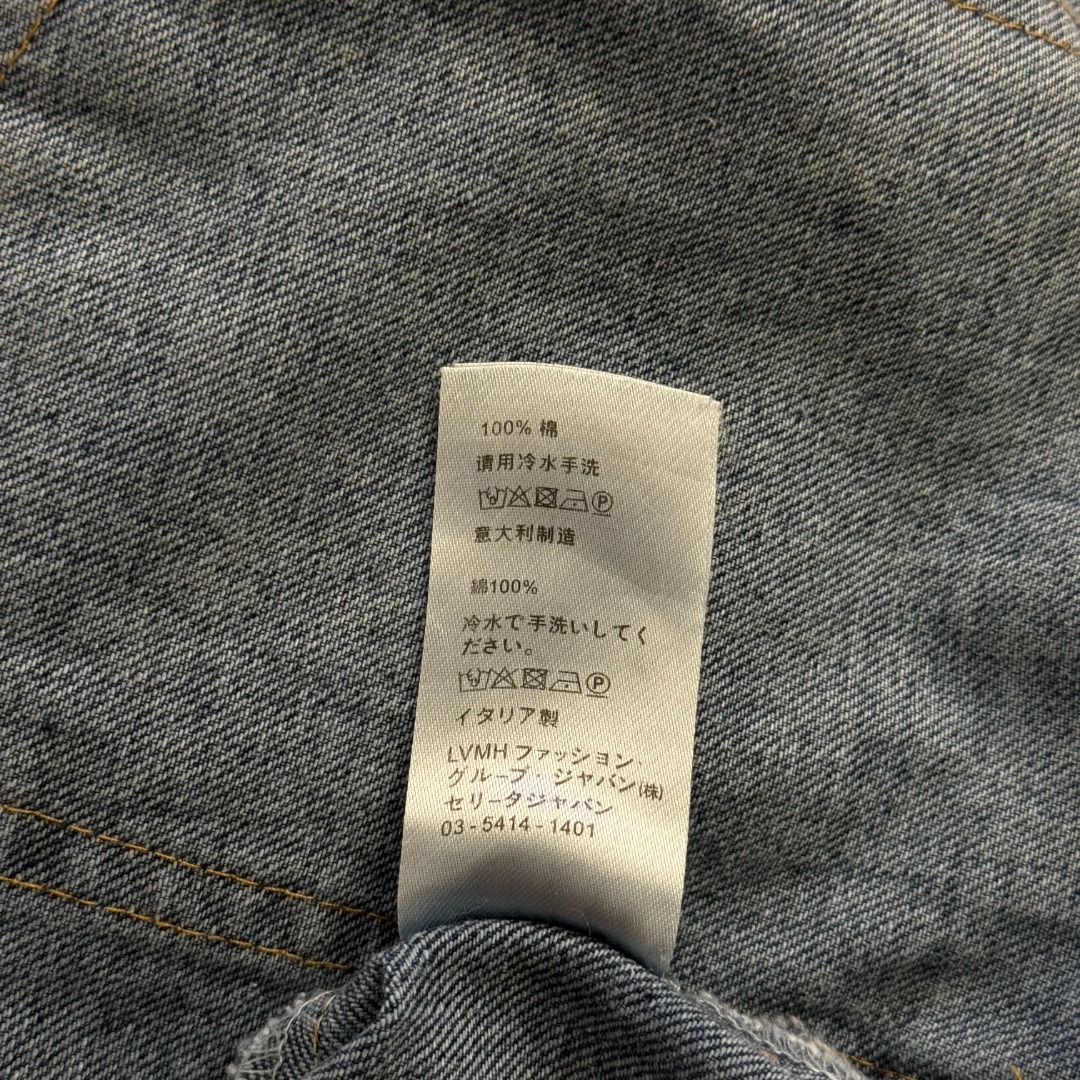 100% 棉
请用冷水手洗
意大利制造
綿100%
冷水で手洗いしてく
ださい。
イタリア製
LVMH ファッション・
グループ・ジャパン(株)
セリータジャパン
03-5414-1401